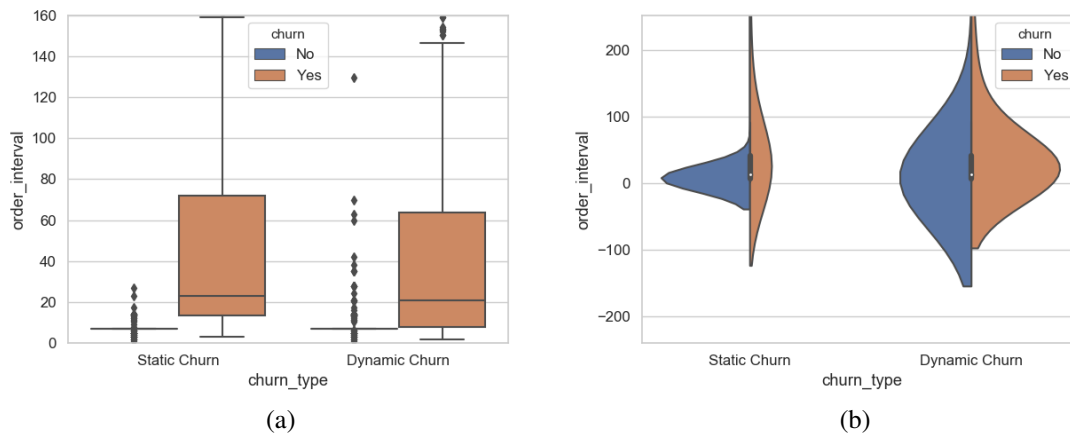 160
140
120
100
80
60
40
20
0
order_interval
churn
No
Yes
Static Churn
Dynamic Churn
churn_type
(a)
200
100
0
−100
−200
order_interval
churn
No
Yes
Static Churn
Dynamic Churn
churn_type
(b)